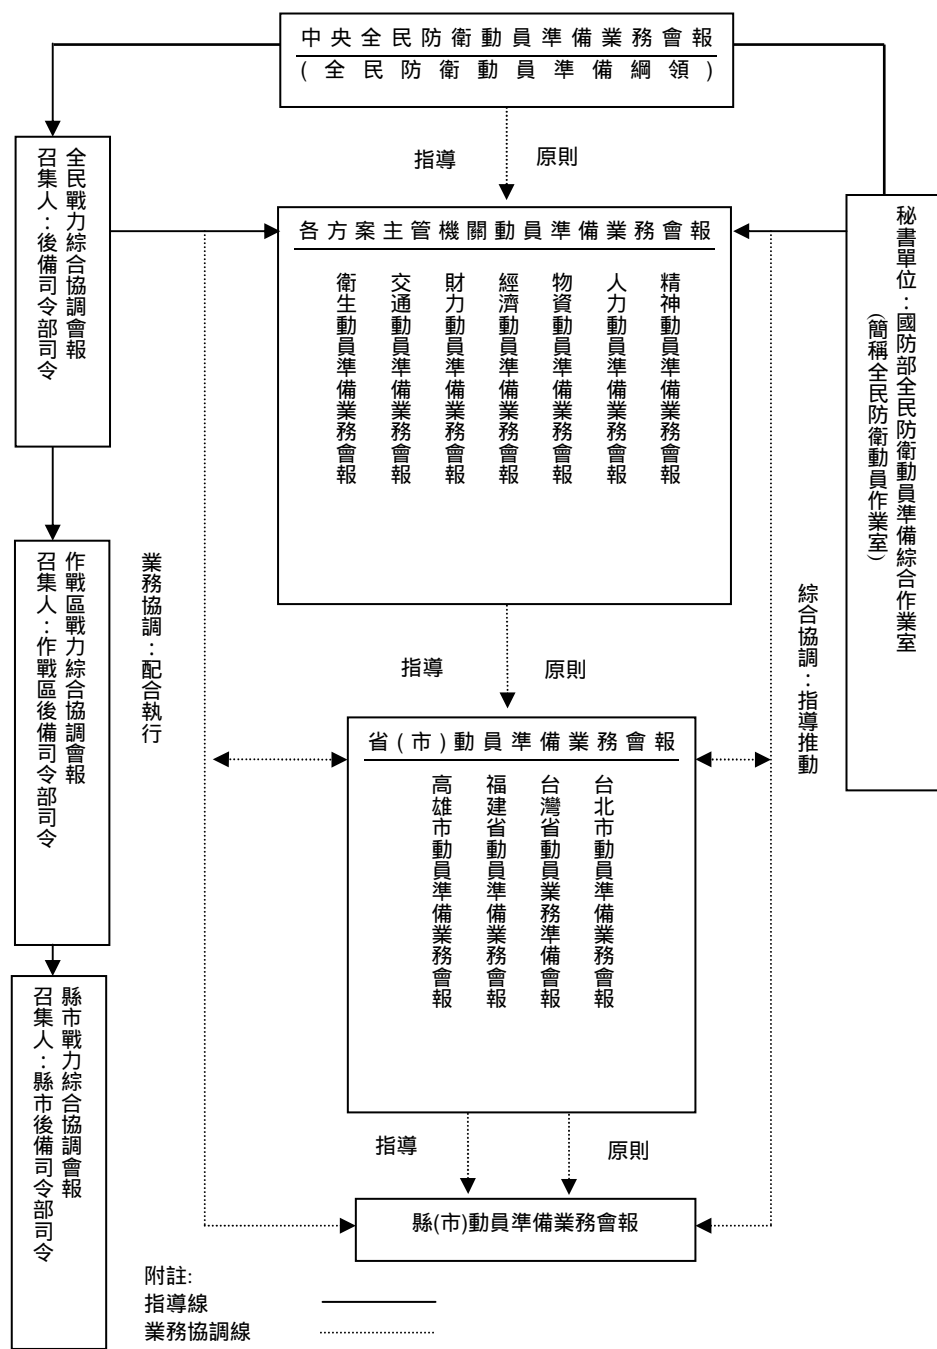 中央全民防衛動員準備業務會報
(全民防衛動員準備綱領)
指導
原則
全民戰力綜合協調會報
召集人：後備司令部司令
各方案主管機關動員準備業務會報
精神動員準備業務會報
人力動員準備業務會報
物資動員準備業務會報
經濟動員準備業務會報
財力動員準備業務會報
交通動員準備業務會報
衛生動員準備業務會報
秘書單位：國防部全民防衛動員準備綜合作業室
(簡稱全民防衛動員作業室)
作戰區戰力綜合協調會報
召集人：作戰區後備司令部司令
業務協調：配合執行
綜合協調：指導推動
指導
原則
省(市)動員準備業務會報
台北市動員準備業務會報
台灣省動員業務準備會報
福建省動員準備業務會報
高雄市動員準備業務會報
縣市戰力綜合協調會報
召集人：縣市後備司令部司令
指導
原則
縣(市)動員準備業務會報
附註:
指導線
業務協調線